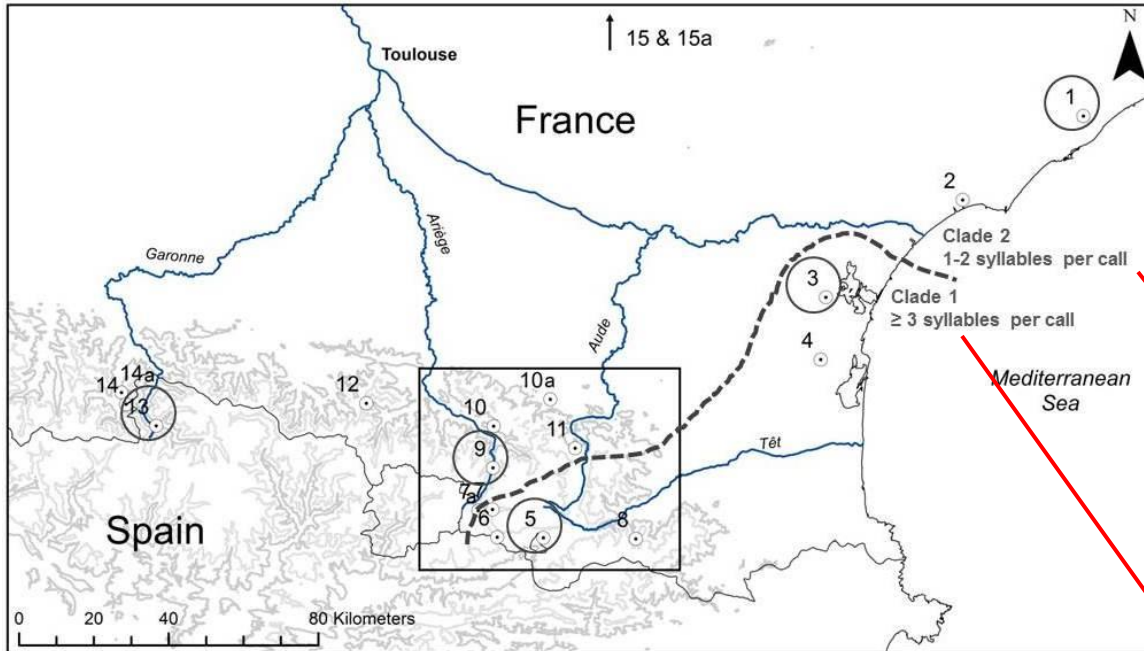 N
15 & 15a
Toulouse
1
France
2
Ariège
Garonne
Clade 2
1-2 syllables per call
3
Clade 1
≥ 3 syllables per call
Aude
4
14a
14
12
10a
Mediterranean
Sea
13
10
11
Têt
9
7
7a
6
5
8
Spain
0 20 40 80 Kilometers